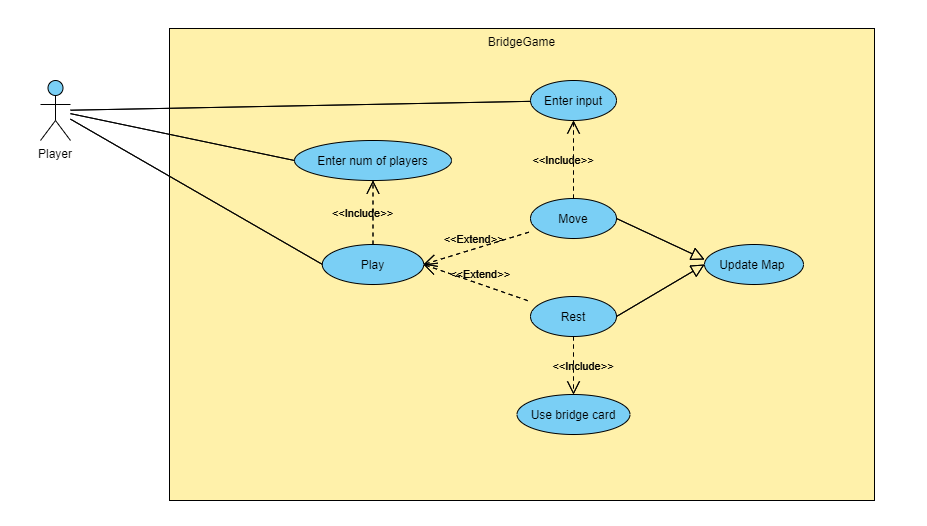 BridgeGame
Player
Enter input
Enter num of players
<<Include>>
<<Include>>
Move
<<Extend>>
Play
Update Map
<<Extend>>
Rest
<<Include>>
Use bridge card